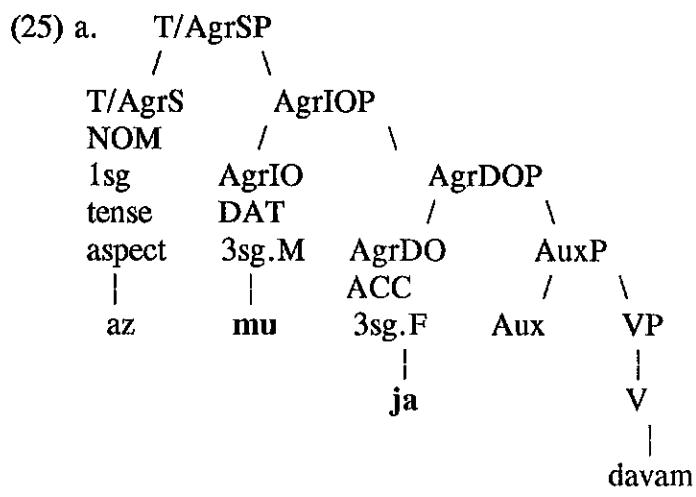 (25) a. T/AgrSP
/ \
T/AgrS AgrIOP
NOM / \
1sg AgrIO AgrDOP
tense DAT / \
aspect 3sg.M AgrDO AuxP
| | ACC / \
az mu 3sg.F Aux VP
| |
ja V
|
davam